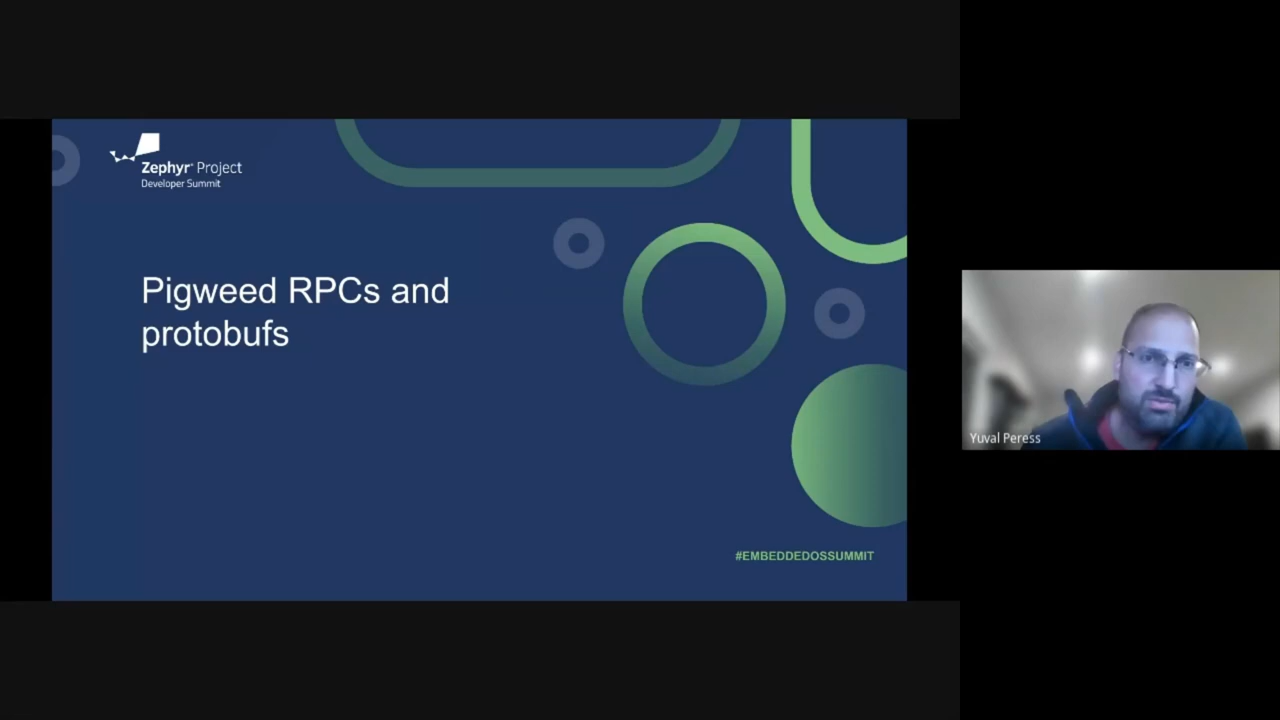 Zephyr® Project
Developer Summit
Pigweed RPCs and
protobufs
#EMBEDDEDOSSUMMIT
Yuval Peress